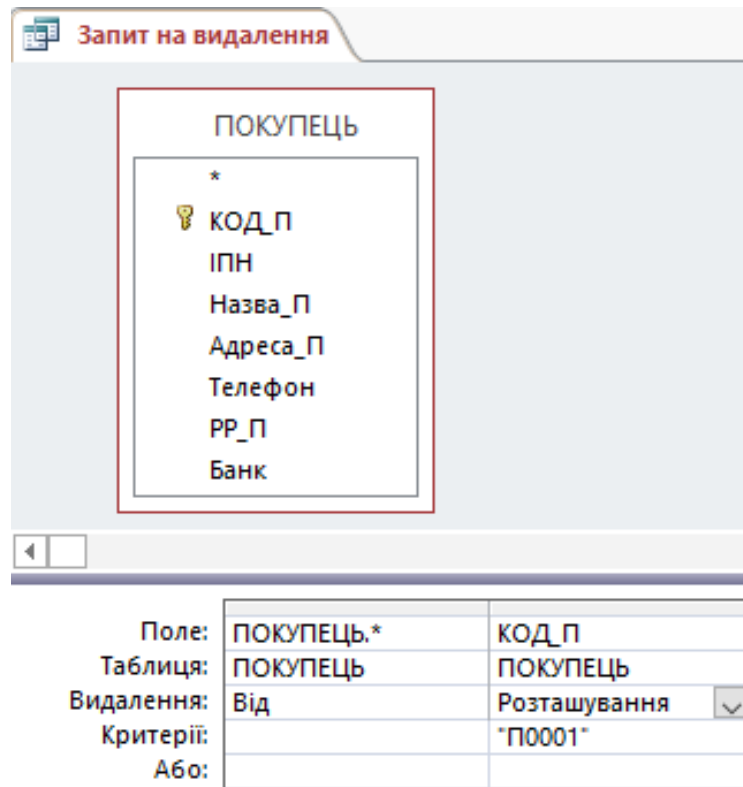 Запит на видалення
ПОКУПЕЦЬ
*
КОД_П
ІПН
Назва_П
Адреса_П
Телефон
РР_П
Банк
Поле: ПОКУПЕЦЬ.* КОД_П
Таблиця: ПОКУПЕЦЬ ПОКУПЕЦЬ
Видалення: Від Розташування
Критерії: "П0001"
Або: